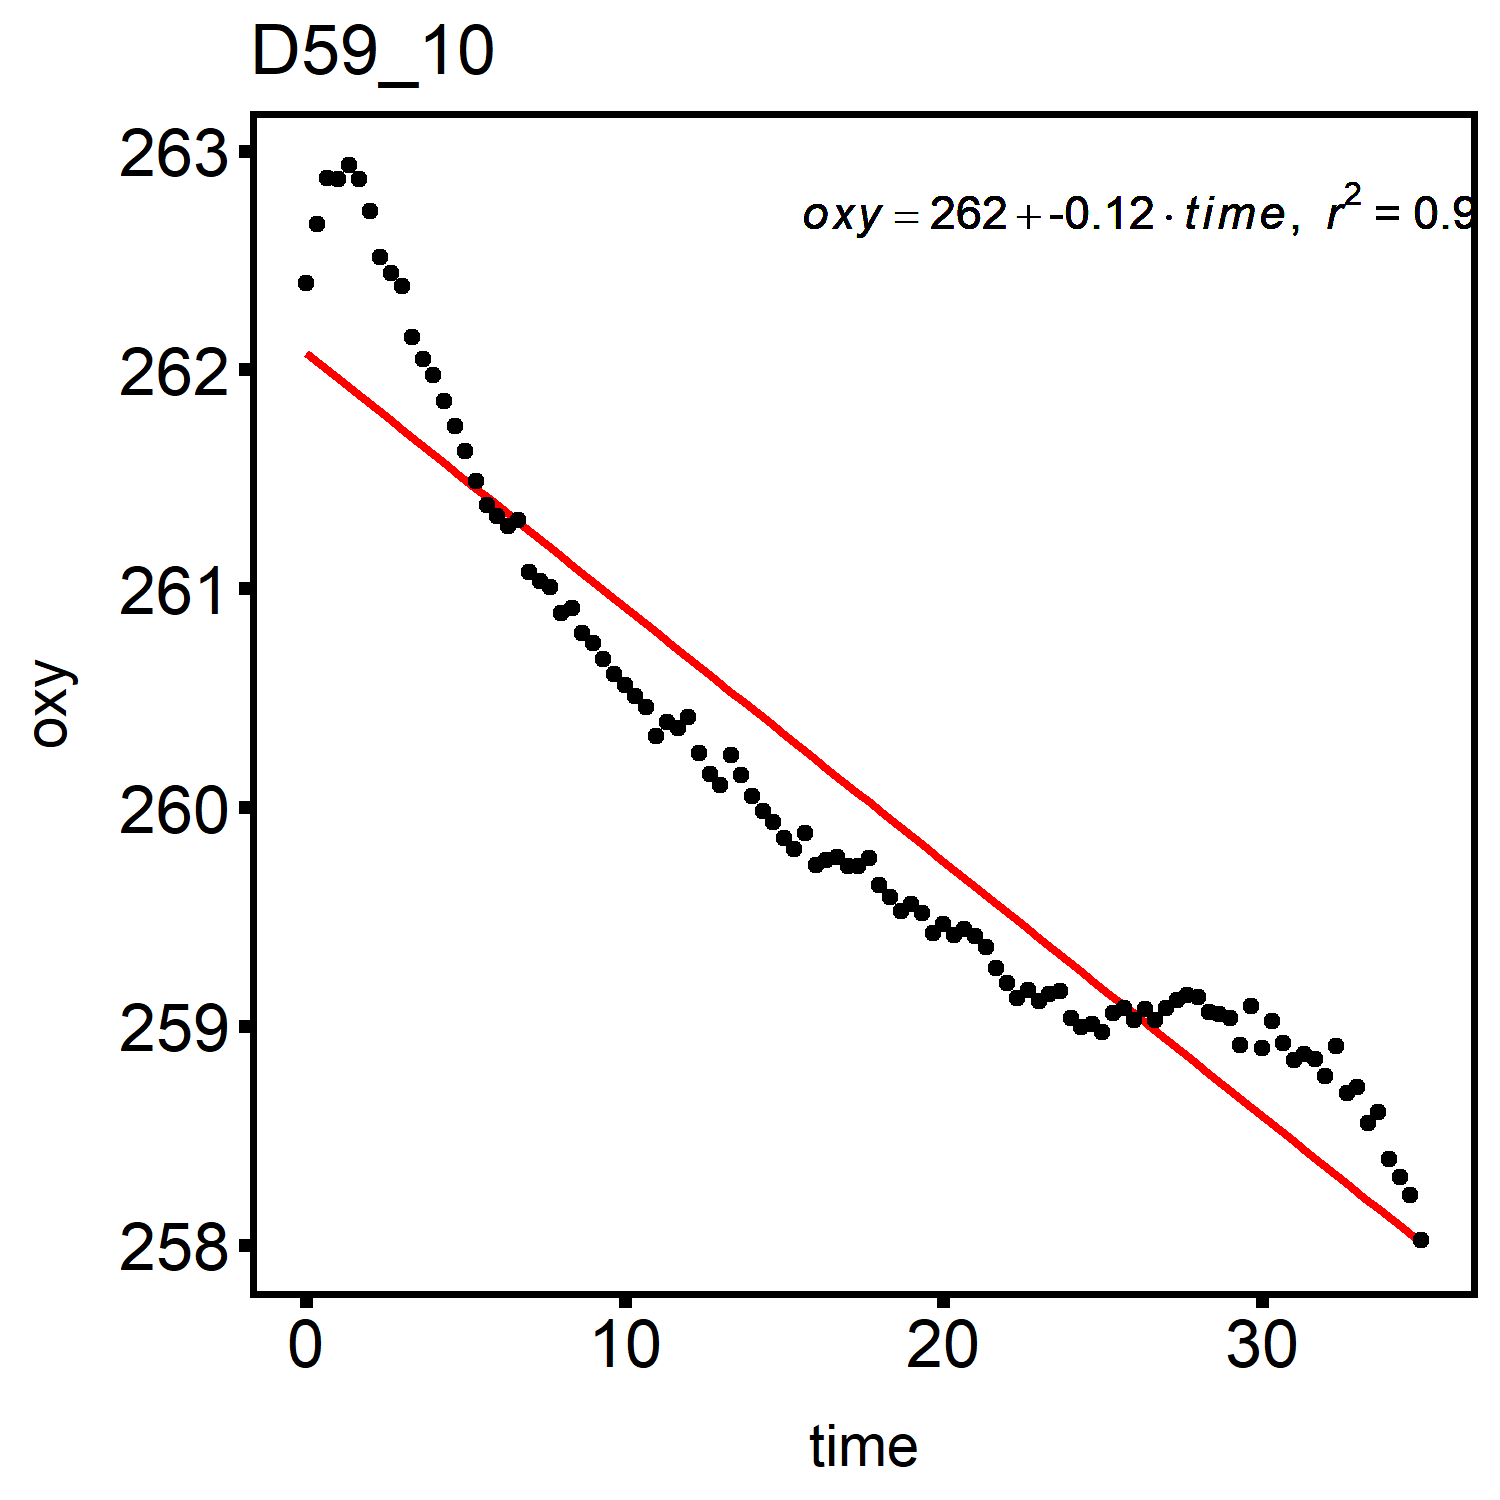 D59_10
263
oxy = 262 + -0.12 · time, r² = 0.9
262
261
oxy
260
259
258
0 10 20 30
time